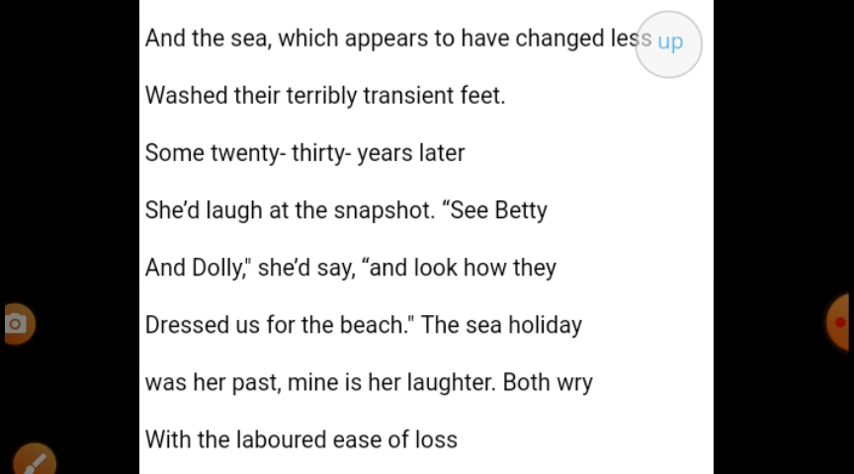 And the sea, which appears to have changed less
up
Washed their terribly transient feet.
Some twenty- thirty- years later
She’d laugh at the snapshot. “See Betty
And Dolly," she’d say, “and look how they
Dressed us for the beach." The sea holiday
was her past, mine is her laughter. Both wry
With the laboured ease of loss